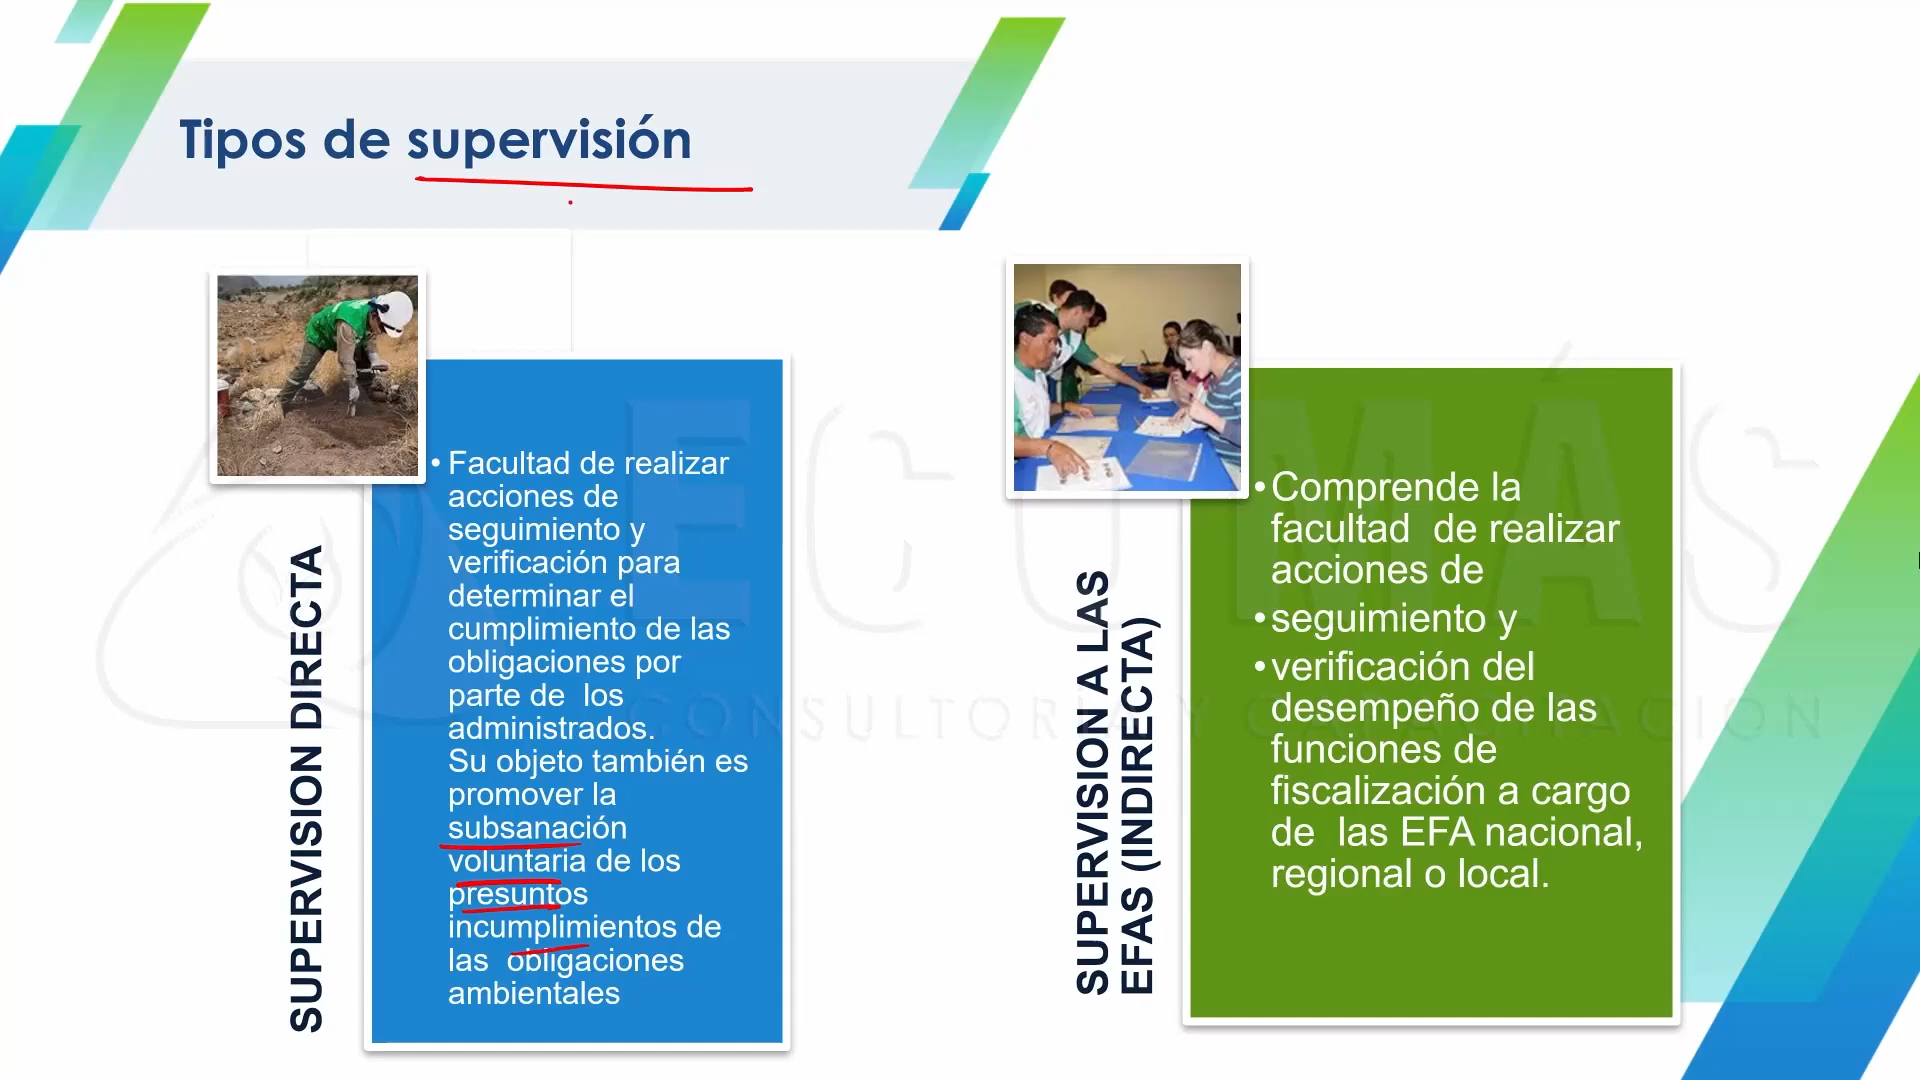 Tipos de supervisión
SUPERVISION DIRECTA
• Facultad de realizar
acciones de
seguimiento y
verificación para
determinar el
cumplimiento de las
obligaciones por
parte de los
administrados.
Su objeto también es
promover la
subsanación
voluntaria de los
presuntos
incumplimientos de
las obligaciones
ambientales
SUPERVISION A LAS
EFAS (INDIRECTA)
• Comprende la
facultad de realizar
acciones de
• seguimiento y
• verificación del
desempeño de las
funciones de
fiscalización a cargo
de las EFA nacional,
regional o local.
ECOMÁS
CONSULTORIA Y CAPACITACION